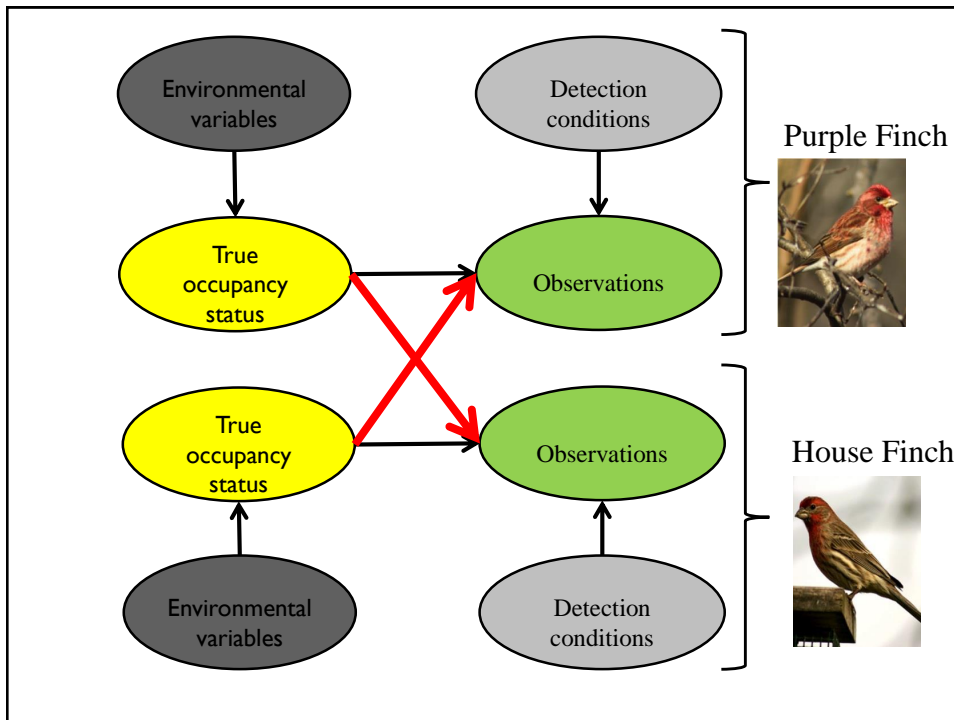 Environmental
variables
Detection
conditions
Purple Finch
True
occupancy
status
Observations
True
occupancy
status
Observations
House Finch
Environmental
variables
Detection
conditions